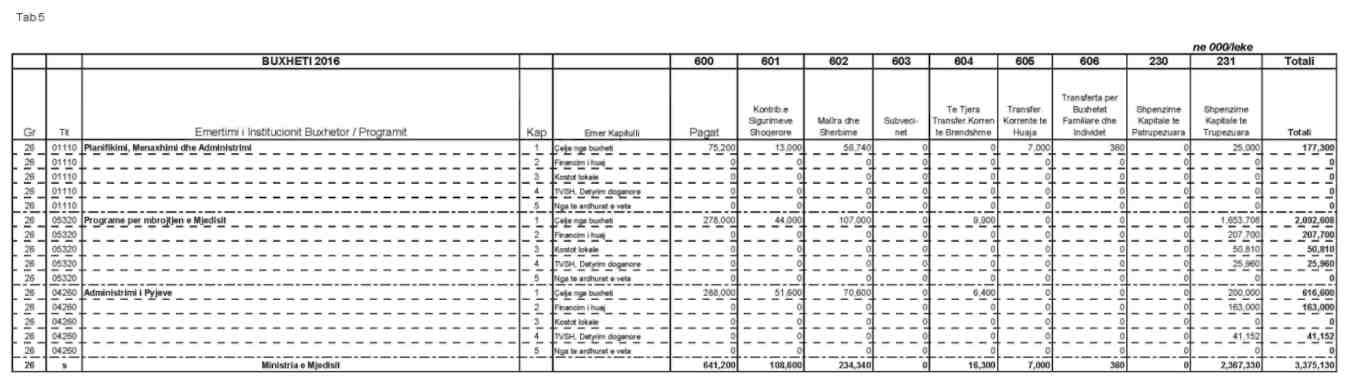 Tab.5
ne 000/leke
BUXHETI 2016 600 601 602 603 604 605 606 230 231 Totali
Gr Tit Emertimi i Institucionit Buxhetor / Programit Kap Emer Kapitulli Pagat Kontrib.e Sigurimeve Shoqerore Mallra dhe Sherbime Subveci-net Te Tjera Transfer.Korren te Brendshme Transfer. Korrente te Huaja Transferta per Buxhetet Familiare dhe Individet Shpenzime Kapitale te Patrupezuara Shpenzime Kapitale te Trupezuara Totali
26 01110 Planifikimi, Menaxhimi dhe Administrimi 1 Çelje nga buxheti 75,200 13,000 56,740 0 0 7,000 360 0 25,000 177,300
26 01110 2 Financim i huaj 0 0 0 0 0 0 0 0 0 0
26 01110 3 Kostot lokale 0 0 0 0 0 0 0 0 0 0
26 01110 4 TVSH, Detyrim doganore 0 0 0 0 0 0 0 0 0 0
26 01110 5 Nga te ardhurat e veta 0 0 0 0 0 0 0 0 0 0
26 05320 Programe per mbrojtjen e Mjedisit 1 Çelje nga buxheti 278,000 44,000 107,000 0 9,900 0 0 0 1,653,708 2,092,608
26 05320 2 Financim i huaj 0 0 0 0 0 0 0 0 207,700 207,700
26 05320 3 Kostot lokale 0 0 0 0 0 0 0 0 50,810 50,810
26 05320 4 TVSH, Detyrim doganore 0 0 0 0 0 0 0 0 25,960 25,960
26 05320 5 Nga te ardhurat e veta 0 0 0 0 0 0 0 0 0 0
26 04260 Administrimi i Pyjeve 1 Çelje nga buxheti 288,000 51,600 70,600 0 6,400 0 0 0 200,000 616,600
26 04260 2 Financim i huaj 0 0 0 0 0 0 0 0 163,000 163,000
26 04260 3 Kostot lokale 0 0 0 0 0 0 0 0 0 0
26 04260 4 TVSH, Detyrim doganore 0 0 0 0 0 0 0 0 41,152 41,152
26 04260 5 Nga te ardhurat e veta 0 0 0 0 0 0 0 0 0 0
26 s Ministria e Mjedisit 641,200 108,600 234,340 0 16,300 7,000 360 0 2,367,330 3,375,130